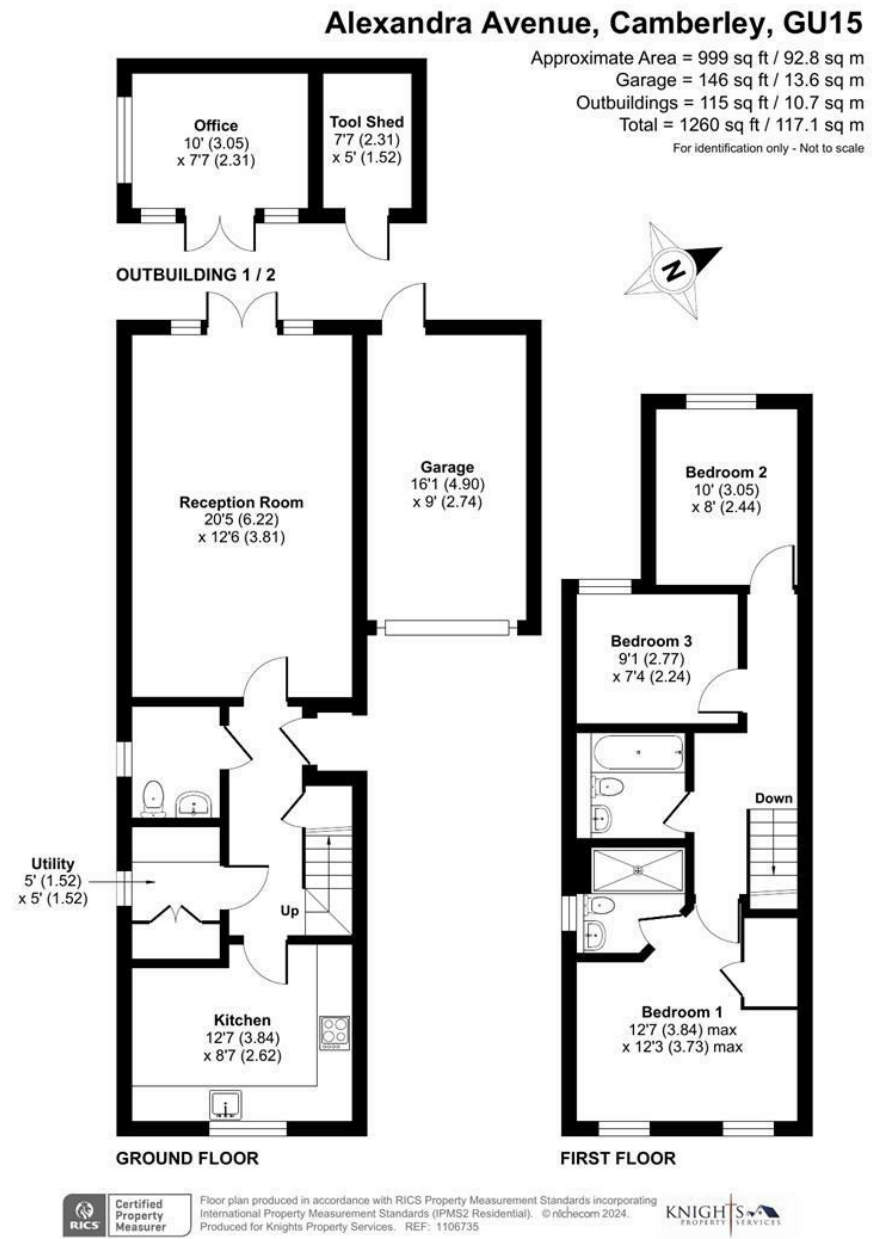 Alexandra Avenue, Camberley, GU15
Approximate Area = 999 sq ft / 92.8 sq m
Garage = 146 sq ft / 13.6 sq m
Outbuildings = 115 sq ft / 10.7 sq m
Total = 1260 sq ft / 117.1 sq m
For identification only - Not to scale
Office
10' (3.05)
x 7'7 (2.31)
Tool Shed
7'7 (2.31)
x 5' (1.52)
OUTBUILDING 1 / 2
N
Reception Room
20'5 (6.22)
x 12'6 (3.81)
Garage
16'1 (4.90)
x 9' (2.74)
Bedroom 2
10' (3.05)
x 8' (2.44)
Bedroom 3
9'1 (2.77)
x 7'4 (2.24)
Down
Utility
5' (1.52)
x 5' (1.52)
Up
Kitchen
12'7 (3.84)
x 8'7 (2.62)
Bedroom 1
12'7 (3.84) max
x 12'3 (3.73) max
GROUND FLOOR
FIRST FLOOR
RICS
Certified
Property
Measurer
Floor plan produced in accordance with RICS Property Measurement Standards incorporating
International Property Measurement Standards (IPMS2 Residential). © nichecom 2024.
Produced for Knights Property Services. REF: 1106735
KNIGHTS
PROPERTY SERVICES